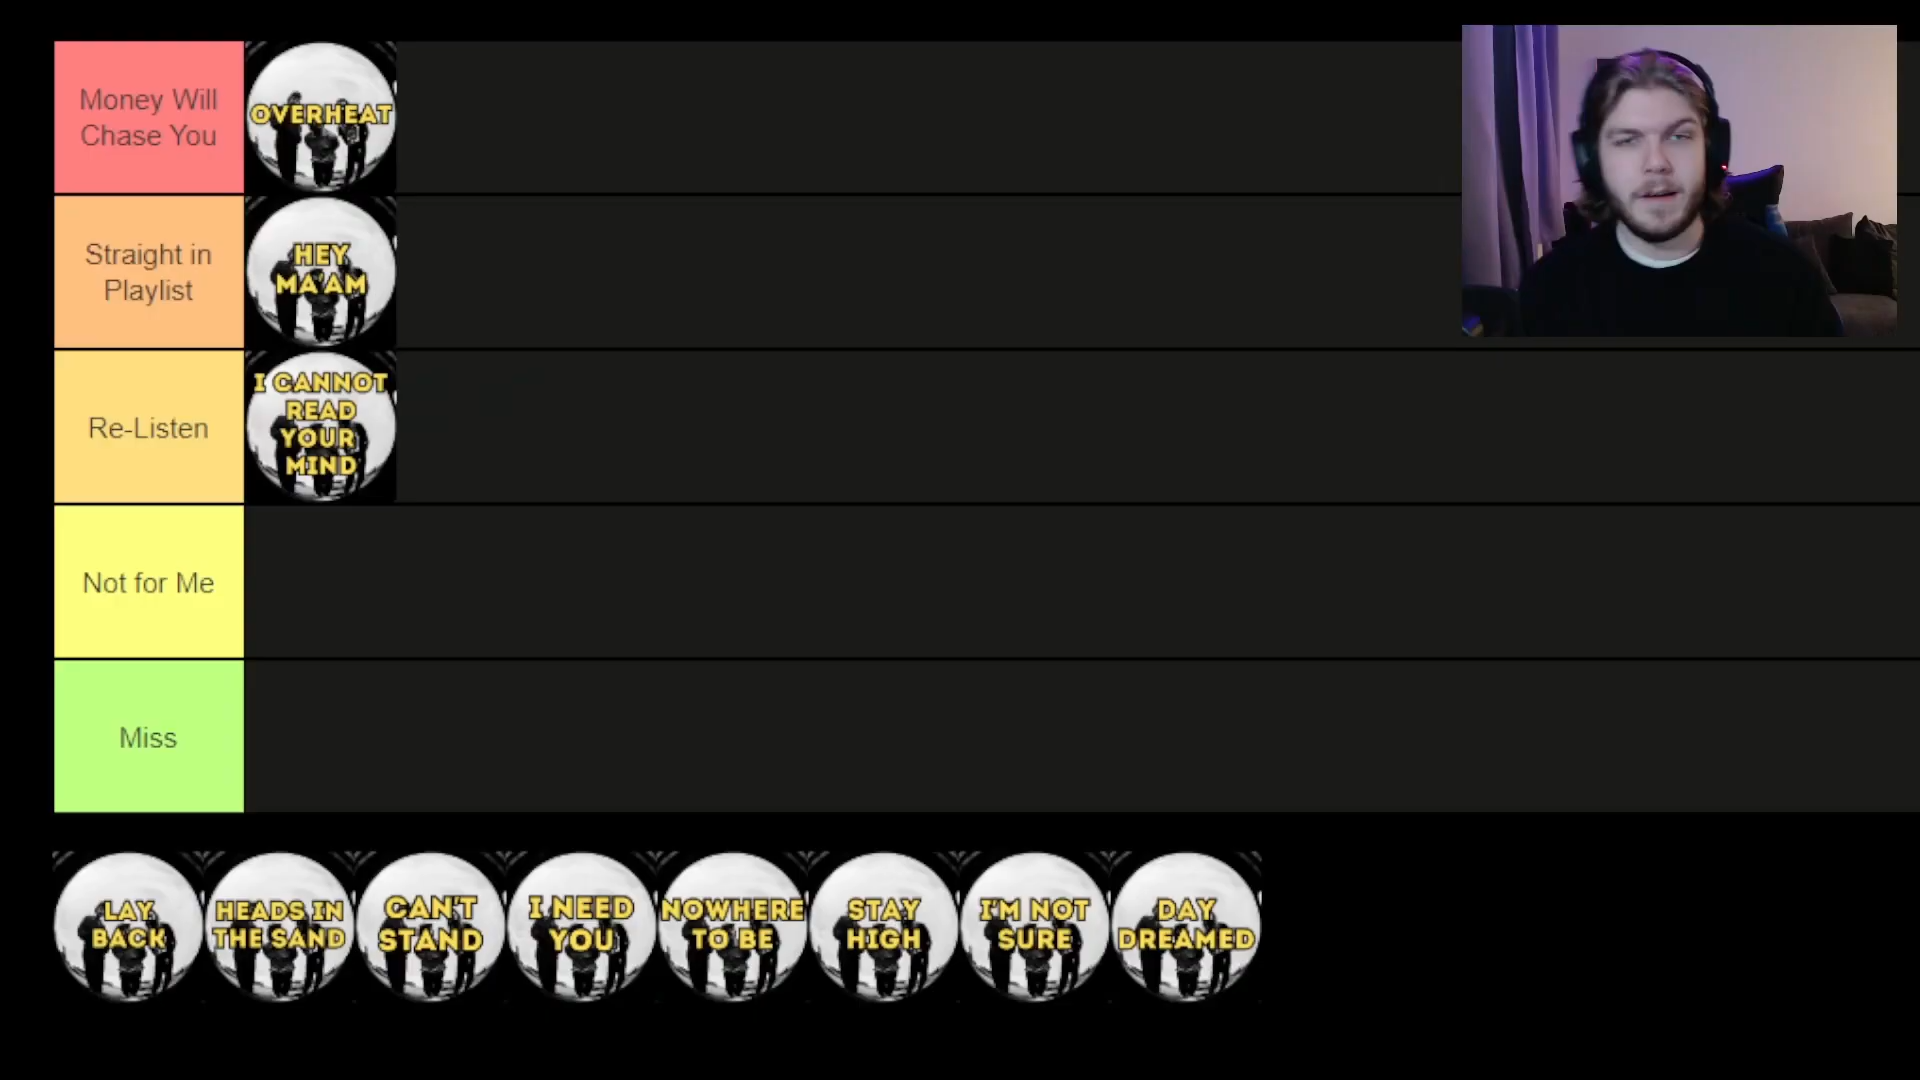 Money Will
Chase You
OVERHEAT
Straight in
Playlist
HEY
MA'AM
Re-Listen
I CANNOT
READ
YOUR
MIND
Not for Me
Miss
LAY
BACK
HEADS IN
THE SAND
CAN'T
STAND
I NEED
YOU
NOWHERE
TO BE
STAY
HIGH
I'M NOT
SURE
DAY
DREAMED